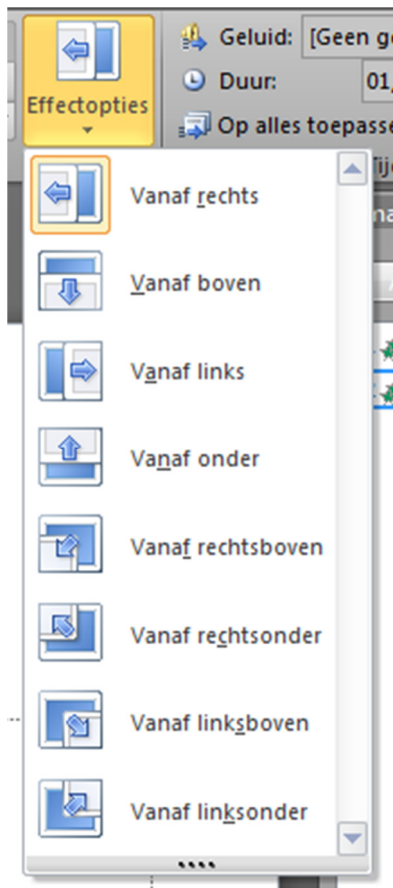 Effectopties
Geluid: [Geen
Duur: 01,
Op alles toepasse
Vanaf rechts
Vanaf boven
Vanaf links
Vanaf onder
Vanaf rechtsboven
Vanaf rechtsonder
Vanaf linksboven
Vanaf linksonder